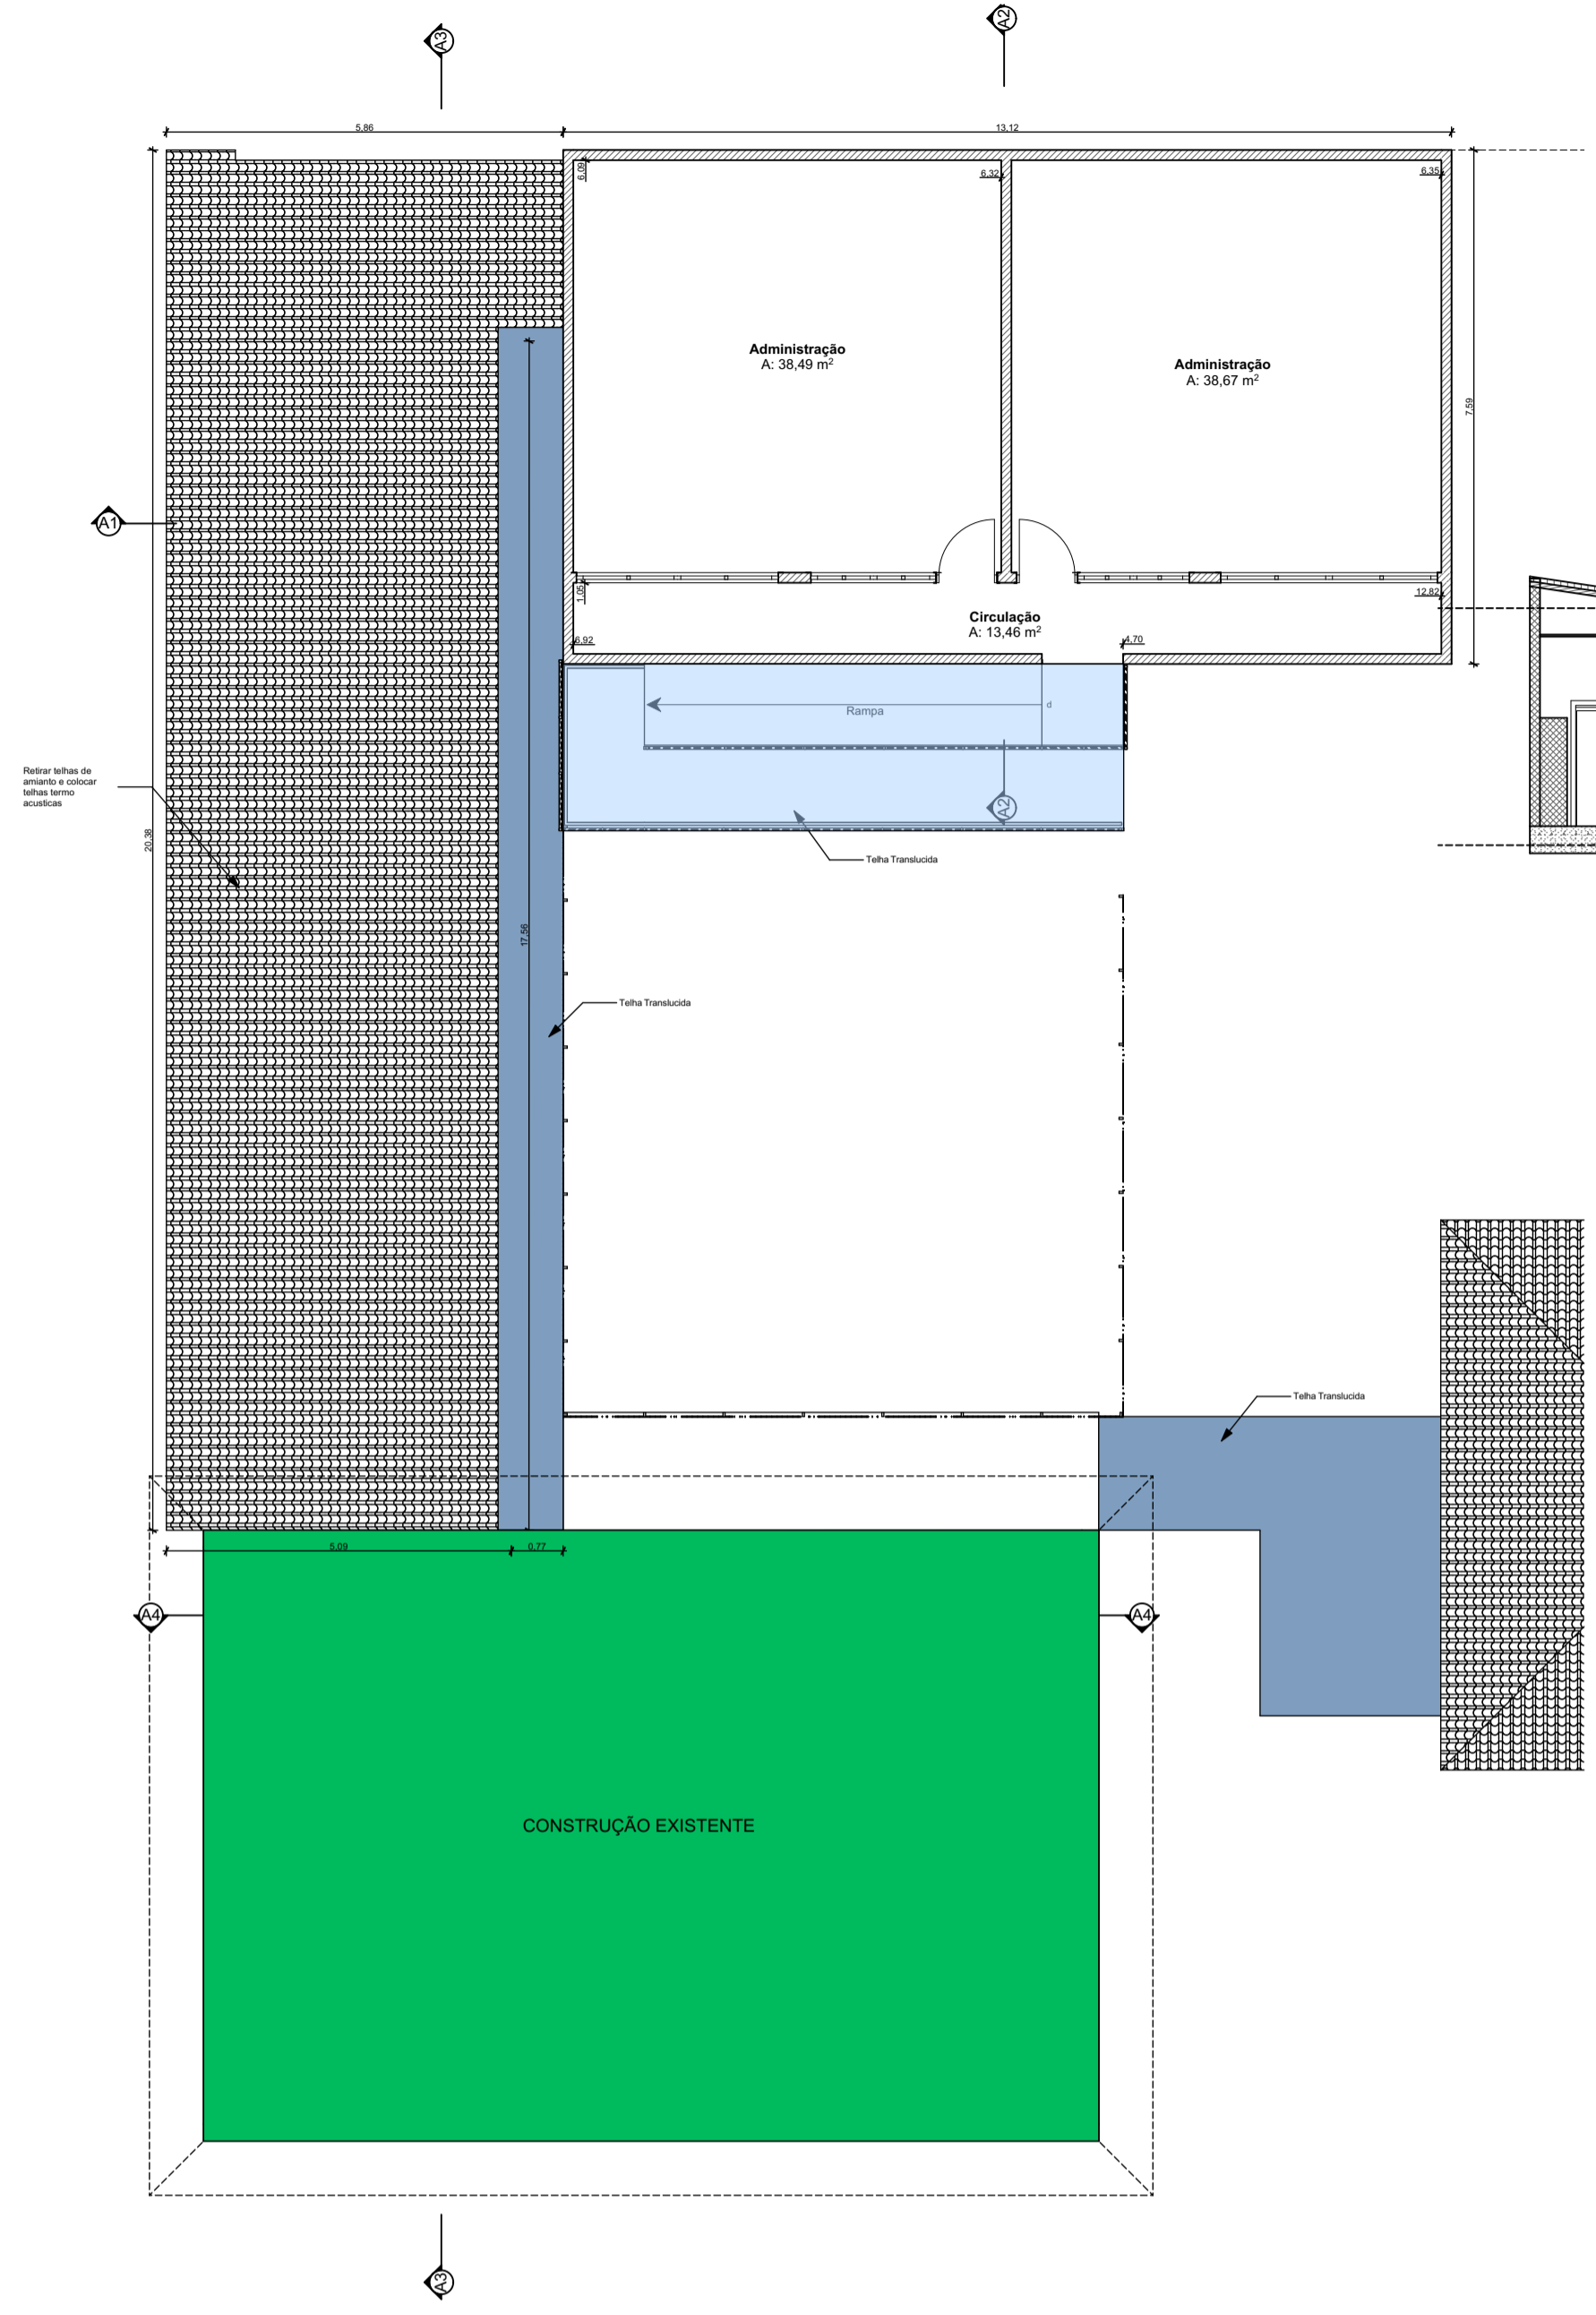 A3
A2
5,86
13,12
6,09
6,32
6,35
Administração
A: 38,49 m²
Administração
A: 38,67 m²
7,59
A1
1,05
12,82
Circulação
A: 13,46 m²
6,92
4,70
Rampa
d
Retirar telhas de
amianto e colocar
telhas termo
acusticas
A2
20,38
Telha Translucida
17,56
Telha Translucida
Telha Translucida
5,09
0,77
A4
A4
CONSTRUÇÃO EXISTENTE
A3